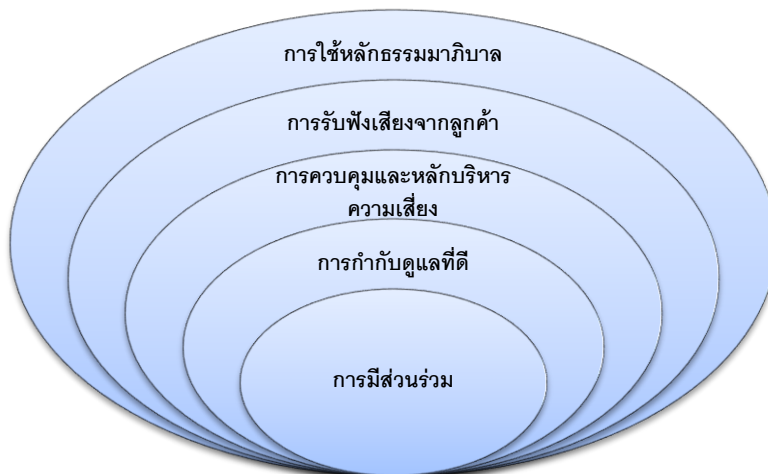 การใช้หลักธรรมมาภิบาล
การรับฟังเสียงจากลูกค้า
การควบคุมและหลักบริหาร
ความเสี่ยง
การกำกับดูแลที่ดี
การมีส่วนร่วม